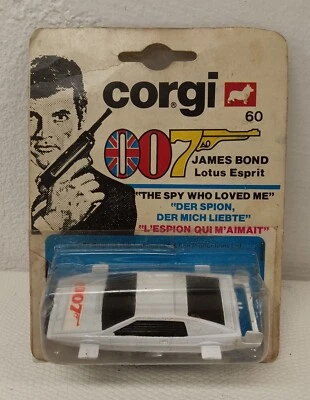 corgi
®
60
007
JAMES BOND
Lotus Esprit
"THE SPY WHO LOVED ME"
"DER SPION,
DER MICH LIEBTE"
"L'ESPION QUI M'AIMAIT"
007